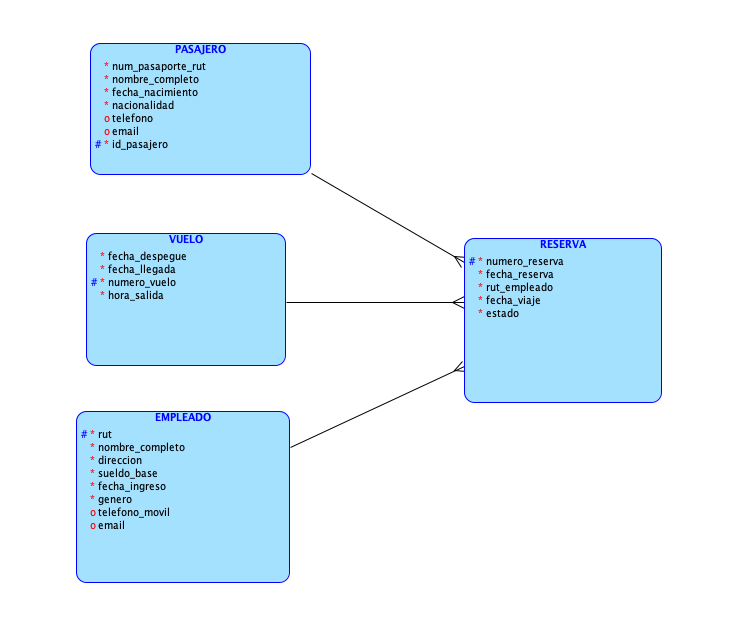 PASAJERO
* num_pasaporte_rut
* nombre_completo
* fecha_nacimiento
* nacionalidad
o telefono
o email
# * id_pasajero
VUELO
* fecha_despegue
* fecha_llegada
# * numero_vuelo
* hora_salida
RESERVA
# * numero_reserva
* fecha_reserva
* rut_empleado
* fecha_viaje
* estado
EMPLEADO
# * rut
* nombre_completo
* direccion
* sueldo_base
* fecha_ingreso
* genero
o telefono_movil
o email